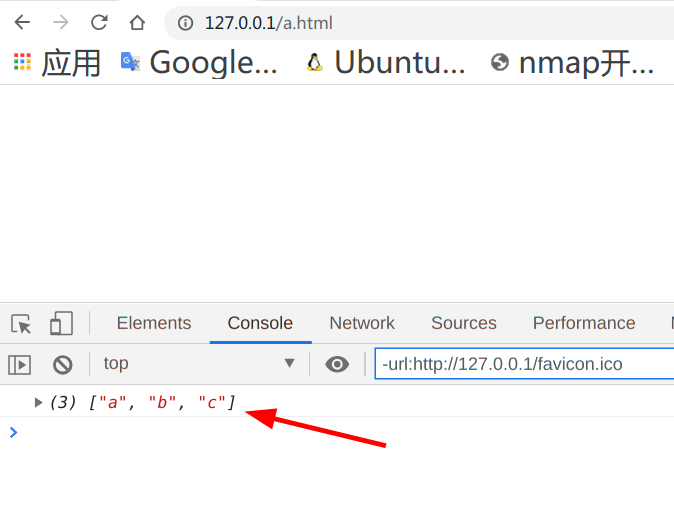 127.0.0.1/a.html
应用 Google... Ubuntu... nmap开...
Elements Console Network Sources Performance
top -url:http://127.0.0.1/favicon.ico
(3) ["a", "b", "c"]